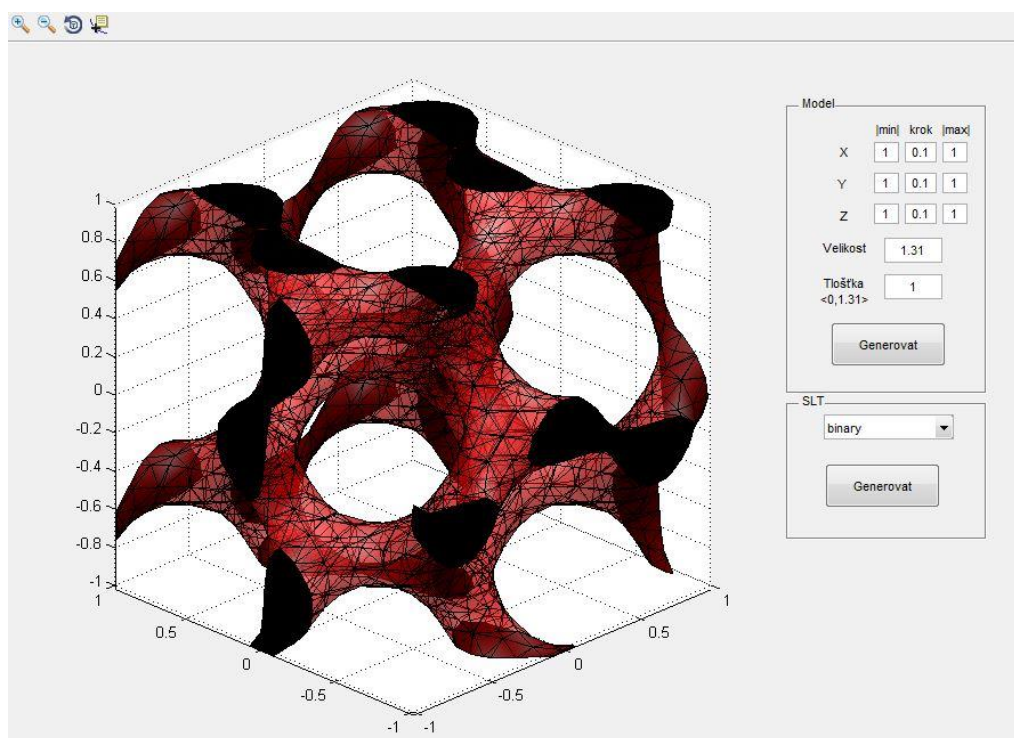 Model
|min| krok |max|
X 1 0.1 1
Y 1 0.1 1
Z 1 0.1 1
Velikost 1.31
Tlošťka 1
<0,1.31>
Generovat
SLT
binary
Generovat
1
0.8
0.6
0.4
0.2
0
-0.2
-0.4
-0.6
-0.8
-1
1
0.5
0
-0.5
-1
-1
-0.5
0
0.5
1